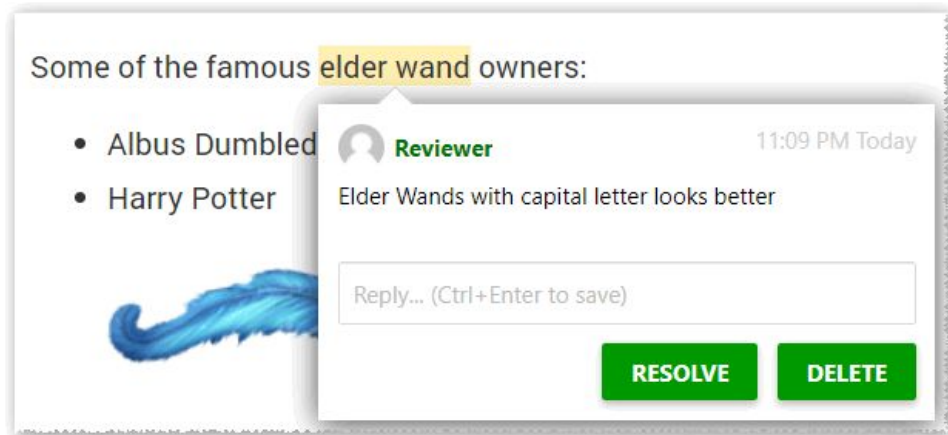 Some of the famous elder wand owners:
• Albus Dumbled
• Harry Potter
Reviewer
11:09 PM Today
Elder Wands with capital letter looks better
Reply... (Ctrl+Enter to save)
RESOLVE
DELETE